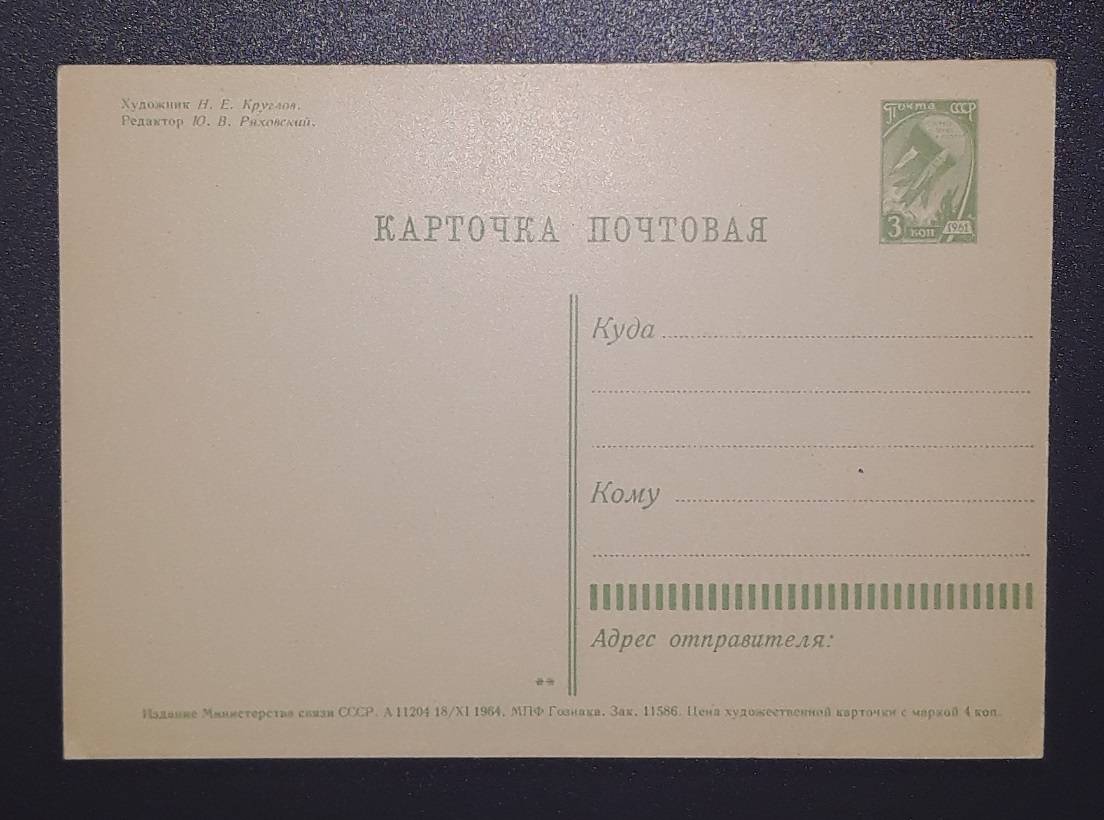 Художник Н. Е. Круглов.
Редактор Ю. В. Ряховский.
Почта СССР
3 коп 1961
КАРТОЧКА ПОЧТОВАЯ
Куда
Кому
Адрес отправителя:
**
Издание Министерства связи СССР. А 11204 18/XI 1964. МПФ Гознака. Зак. 11586. Цена художественной карточки с маркой 4 коп.